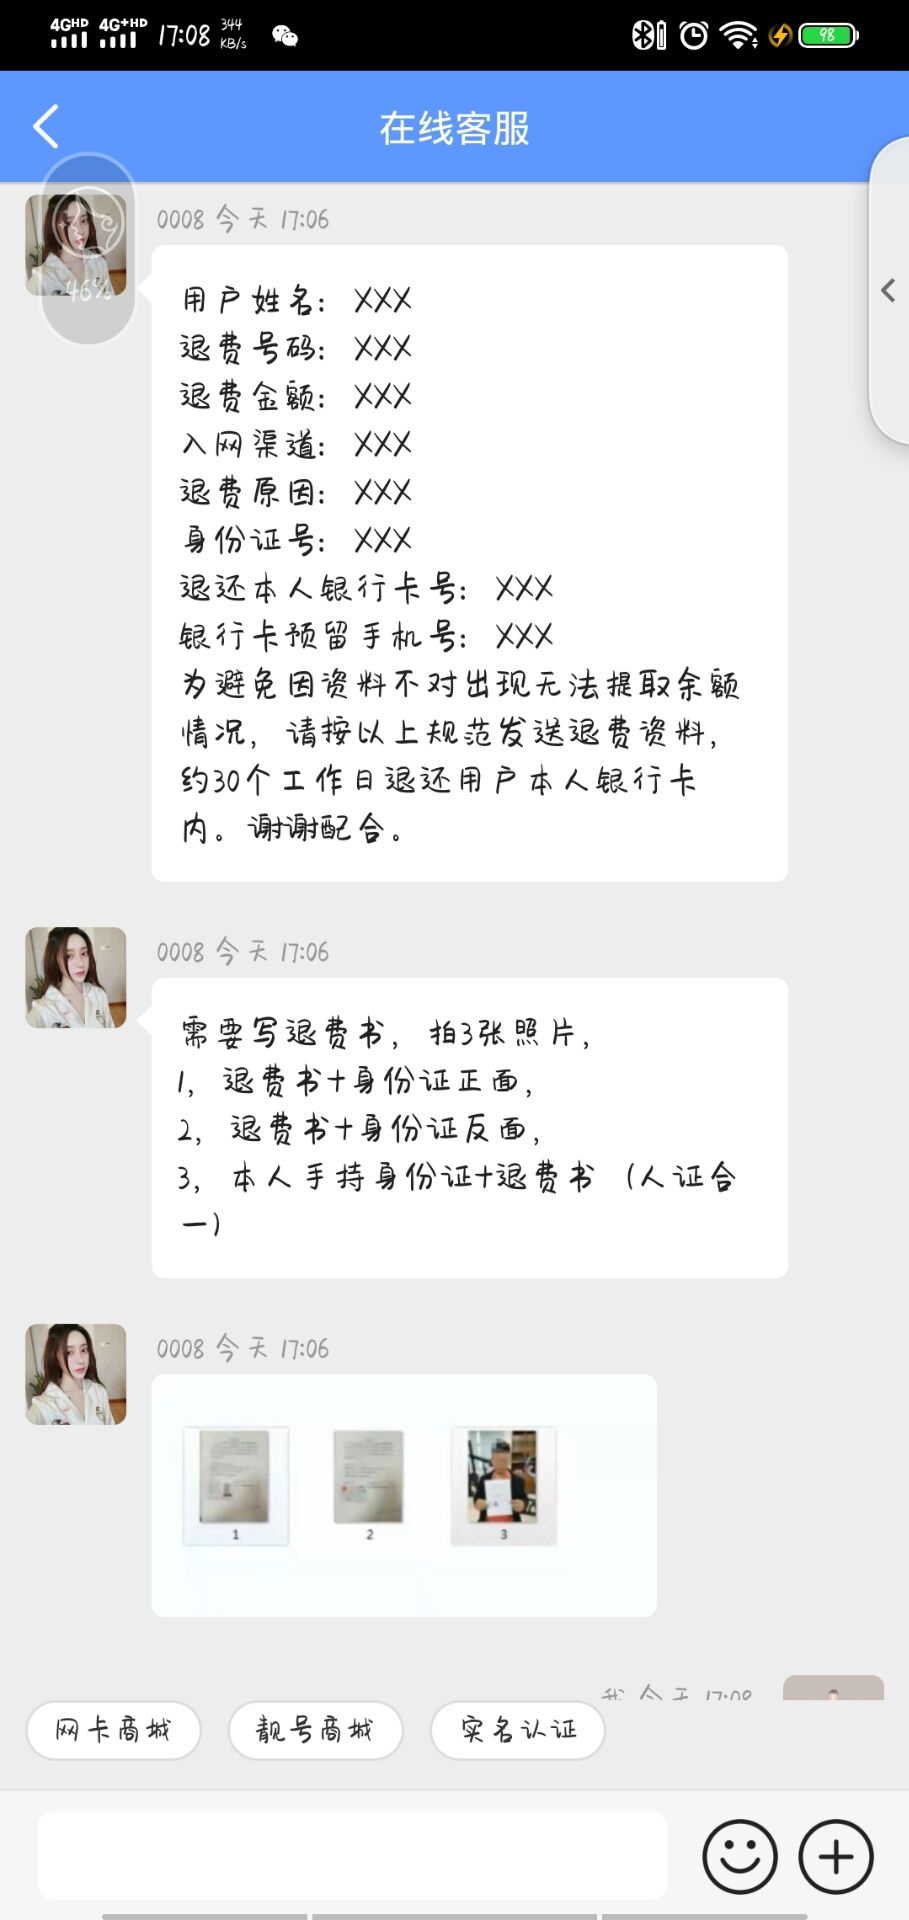 4GHD 4G+HD 17:08 344 KB/s 98
在线客服
46%
0008 今天 17:06
用户姓名： XXX
退费号码： XXX
退费金额： XXX
入网渠道： XXX
退费原因： XXX
身份证号： XXX
退还本人银行卡号： XXX
银行卡预留手机号： XXX
为避免因资料不对出现无法提取余额
情况， 请按以上规范发送退费资料，
约30个工作日退还用户本人银行卡
内。谢谢配合。
0008 今天 17:06
需要写退费书， 拍3张照片，
1， 退费书+身份证正面，
2， 退费书+身份证反面，
3， 本人手持身份证+退费书 （人证合
一）
0008 今天 17:06
1 2 3
我 今天 17:08
网卡商城 靓号商城 实名认证